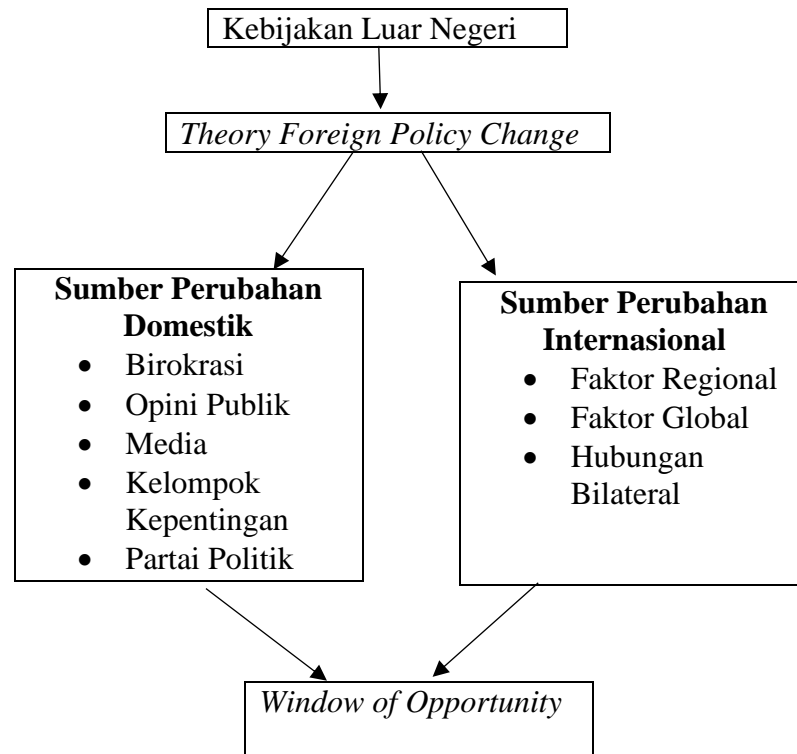 Kebijakan Luar Negeri
Theory Foreign Policy Change
Sumber Perubahan
Domestik
• Birokrasi
• Opini Publik
• Media
• Kelompok
Kepentingan
• Partai Politik
Sumber Perubahan
Internasional
• Faktor Regional
• Faktor Global
• Hubungan
Bilateral
Window of Opportunity